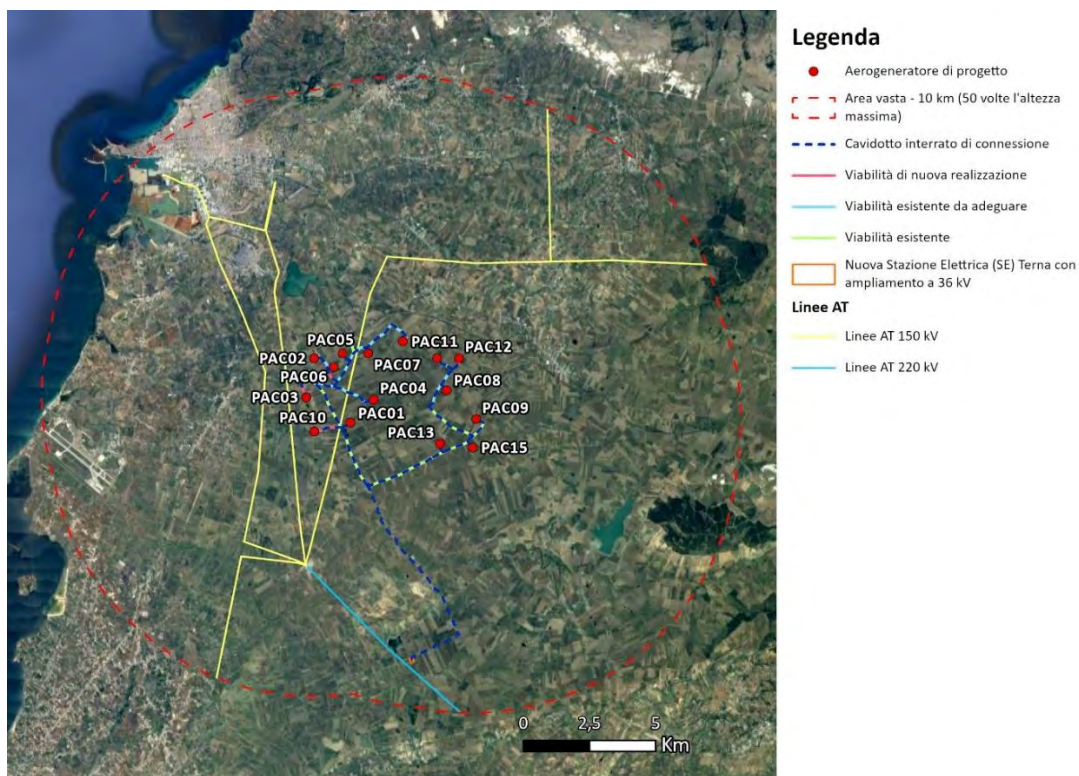 Legenda
Aerogeneratore di progetto
Area vasta - 10 km (50 volte l'altezza
massima)
Cavidotto interrato di connessione
Viabilità di nuova realizzazione
Viabilità esistente da adeguare
Viabilità esistente
Nuova Stazione Elettrica (SE) Terna con
ampliamento a 36 kV
Linee AT
Linee AT 150 kV
Linee AT 220 kV
PAC05
PAC11
PAC02
PAC12
PAC07
PAC06
PAC08
PAC04
PAC03
PAC09
PAC10
PAC01
PAC13
PAC15
0 2,5 5
Km